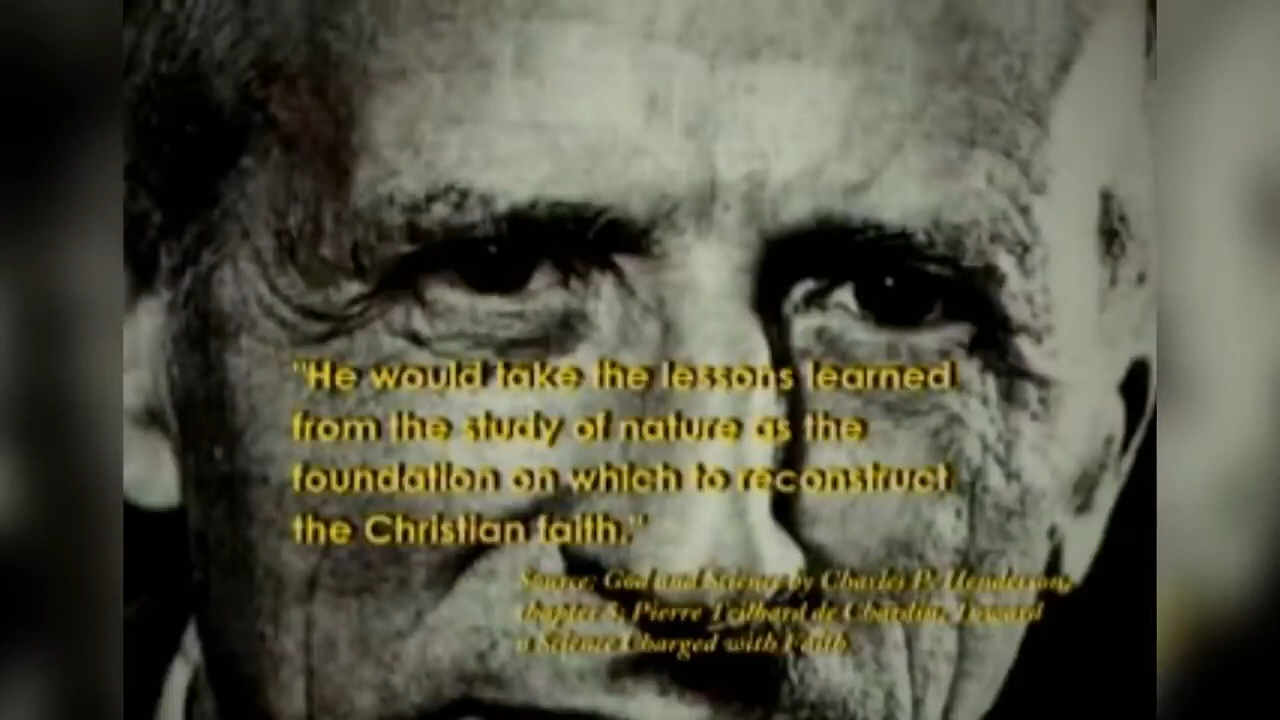 "He would take the lessons learned
from the study of nature as the
foundation on which to reconstruct
the Christian faith."
Source: God and Science by Charles P. Henderson,
chapter 5: Pierre Teilhard de Chardin, Toward
a Science Charged with Faith